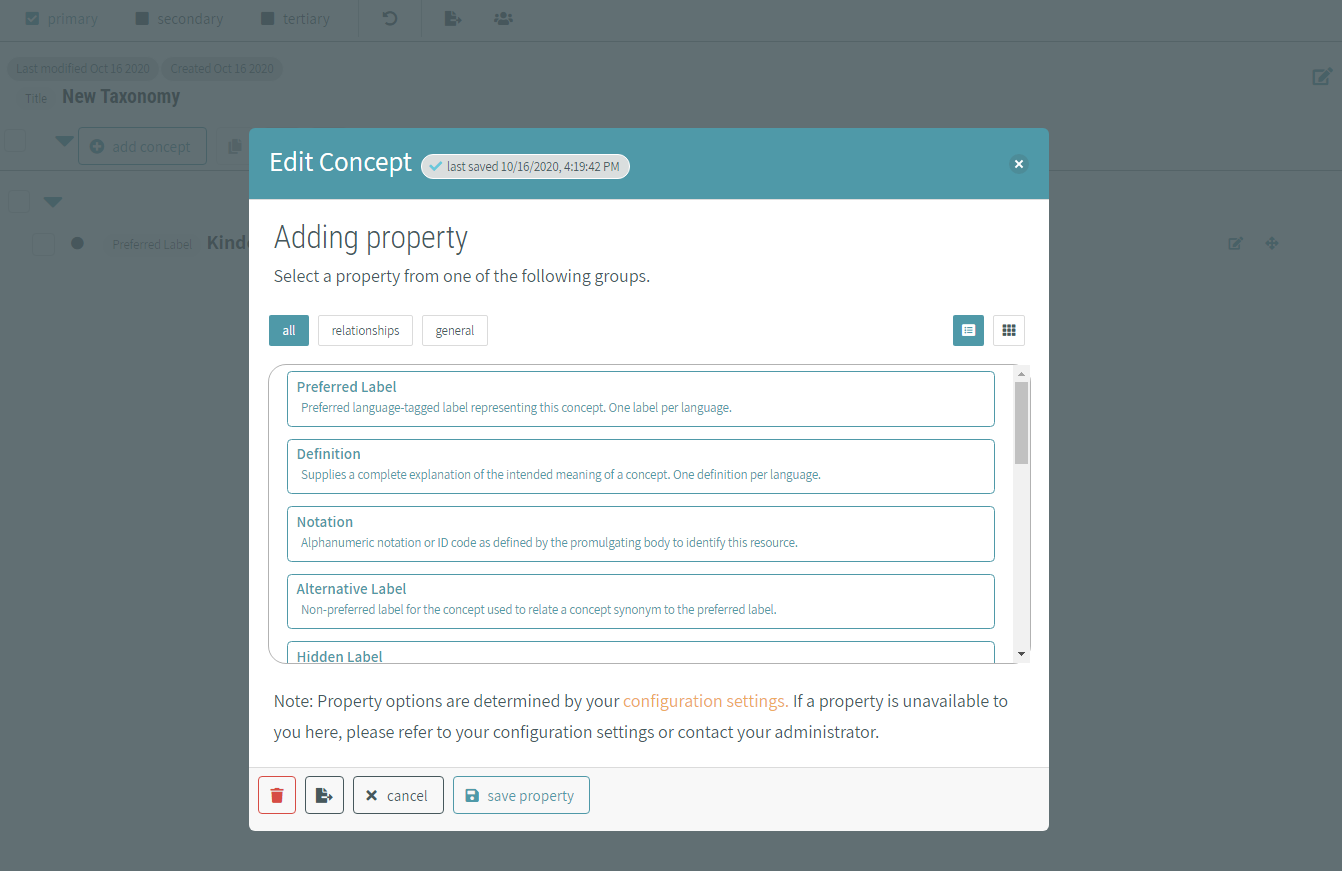 primary
secondary
tertiary
Last modified Oct 16 2020
Created Oct 16 2020
Title
New Taxonomy
add concept
Edit Concept
last saved 10/16/2020, 4:19:42 PM
Preferred Label
Adding property
Select a property from one of the following groups.
all
relationships
general
Preferred Label
Preferred language-tagged label representing this concept. One label per language.
Definition
Supplies a complete explanation of the intended meaning of a concept. One definition per language.
Notation
Alphanumeric notation or ID code as defined by the promulgating body to identify this resource.
Alternative Label
Non-preferred label for the concept used to relate a concept synonym to the preferred label.
Hidden Label
Note: Property options are determined by your configuration settings. If a property is unavailable to
you here, please refer to your configuration settings or contact your administrator.
cancel
save property